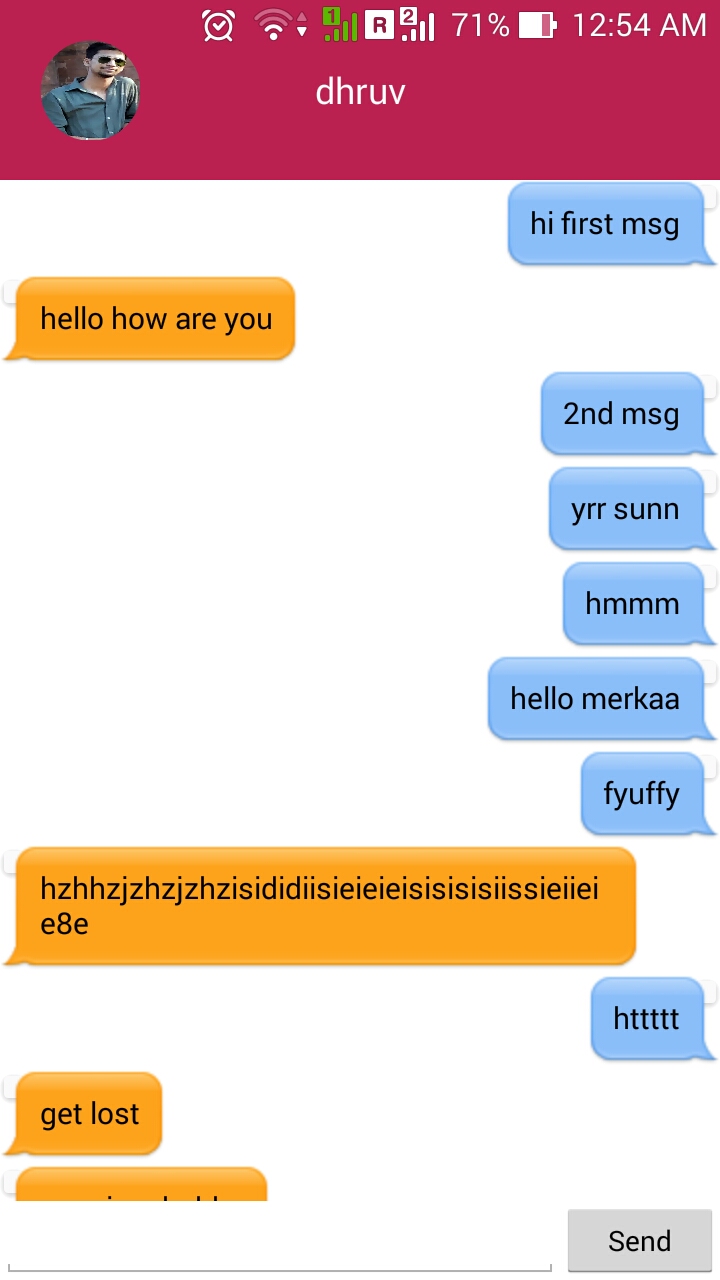 1 R 2 71% 12:54 AM
dhruv
hi first msg
hello how are you
2nd msg
yrr sunn
hmmm
hello merkaa
fyuffy
hzhhzjzhzjzhzisididiisieieieisisisisiissieiiei
e8e
httttt
get lost
Send